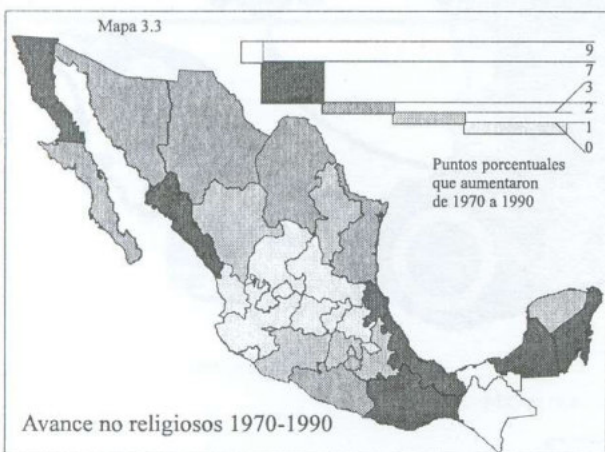 Mapa 3.3
9
7
3
2
1
0
Puntos porcentuales
que aumentaron
de 1970 a 1990
Avance no religiosos 1970-1990